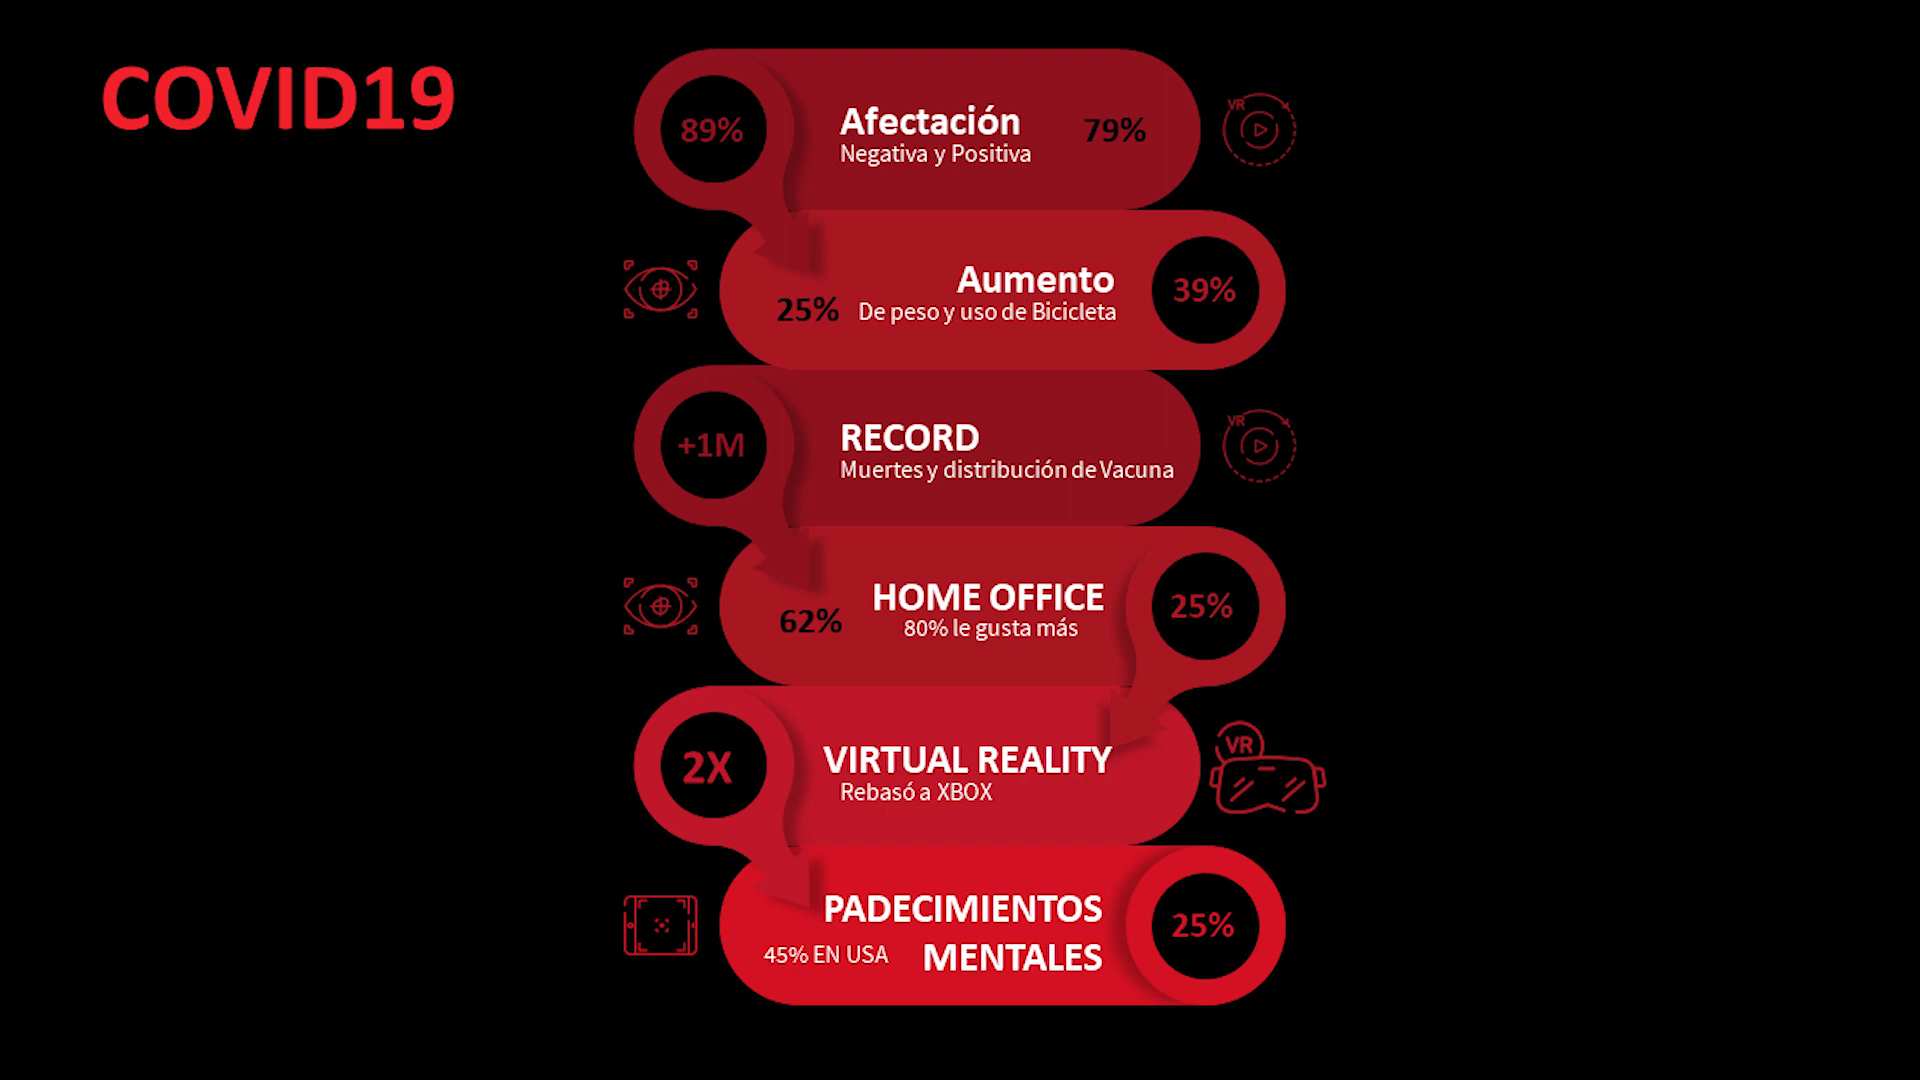 COVID19
89%
Afectación
Negativa y Positiva
79%
VR
Aumento
25%
De peso y uso de Bicicleta
39%
+1M
RECORD
Muertes y distribución de Vacuna
VR
HOME OFFICE
62%
80% le gusta más
25%
2X
VIRTUAL REALITY
Rebasó a XBOX
VR
PADECIMIENTOS
45% EN USA
MENTALES
25%